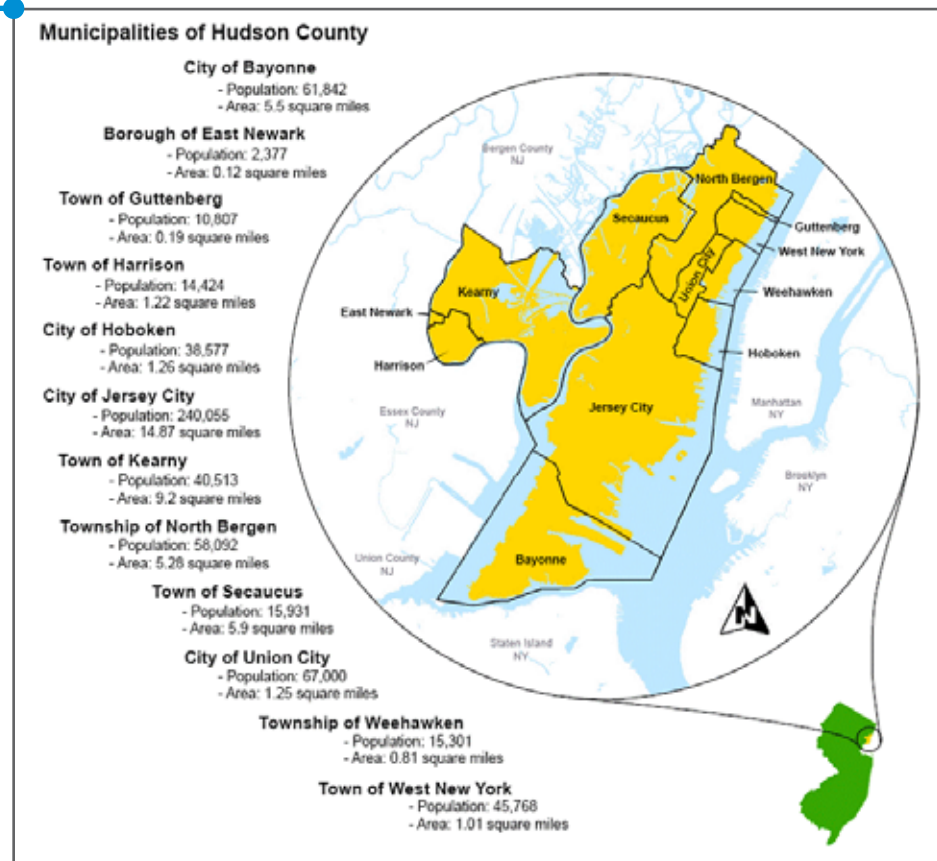 Municipalities of Hudson County
City of Bayonne
- Population: 61,842
- Area: 5.5 square miles
Borough of East Newark
- Population: 2,377
- Area: 0.12 square miles
Town of Guttenberg
- Population: 10,807
- Area: 0.19 square miles
Town of Harrison
- Population: 14,424
- Area: 1.22 square miles
City of Hoboken
- Population: 38,577
- Area: 1.26 square miles
City of Jersey City
- Population: 240,055
- Area: 14.87 square miles
Town of Kearny
- Population: 40,513
- Area: 9.2 square miles
Township of North Bergen
- Population: 58,092
- Area: 5.28 square miles
Town of Secaucus
- Population: 15,931
- Area: 5.9 square miles
City of Union City
- Population: 67,000
- Area: 1.25 square miles
Township of Weehawken
- Population: 15,301
- Area: 0.81 square miles
Town of West New York
- Population: 45,768
- Area: 1.01 square miles
Bergen County
NJ
North Bergen
Secaucus
Guttenberg
West New York
Union City
Weehawken
Kearny
East Newark
Harrison
Hoboken
Jersey City
Essex County
NJ
Manhattan
NY
Brooklyn
NY
Bayonne
Union County
NJ
Staten Island
NY
N